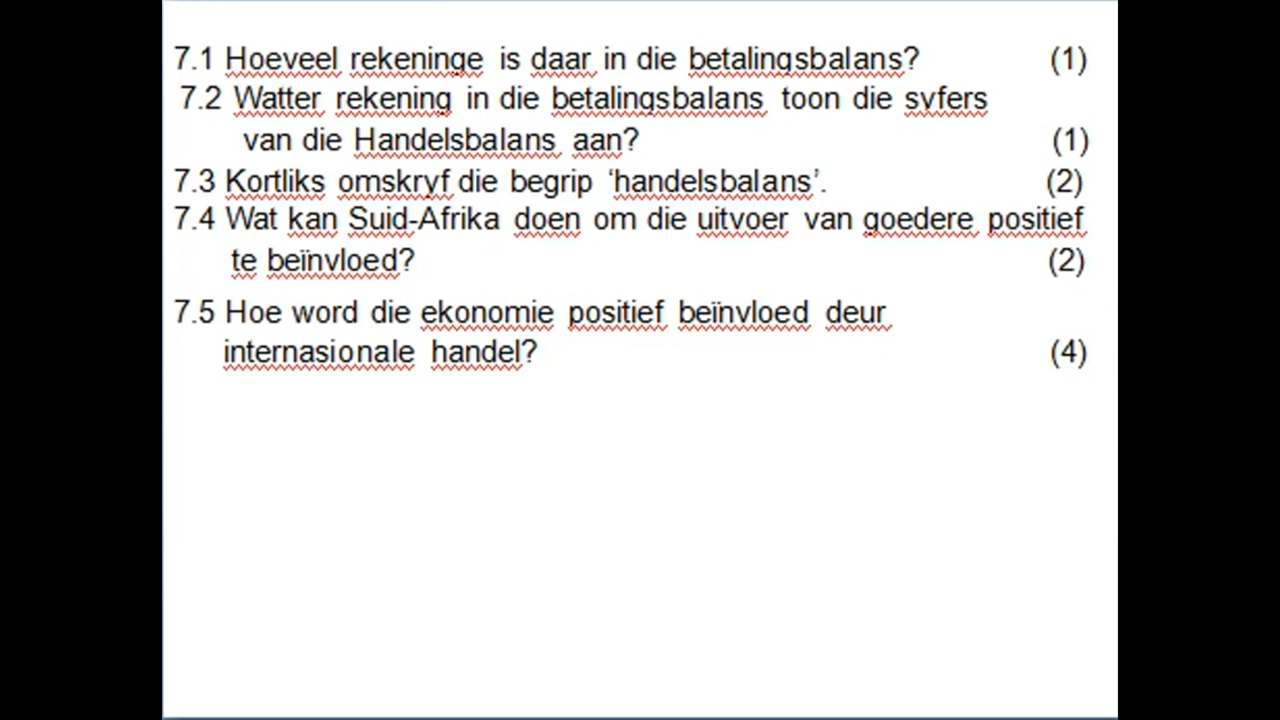 7.1 Hoeveel rekeninge is daar in die betalingsbalans? (1)
7.2 Watter rekening in die betalingsbalans toon die syfers
van die Handelsbalans aan? (1)
7.3 Kortliks omskryf die begrip ‘handelsbalans’. (2)
7.4 Wat kan Suid-Afrika doen om die uitvoer van goedere positief
te beïnvloed? (2)
7.5 Hoe word die ekonomie positief beïnvloed deur
internasionale handel? (4)